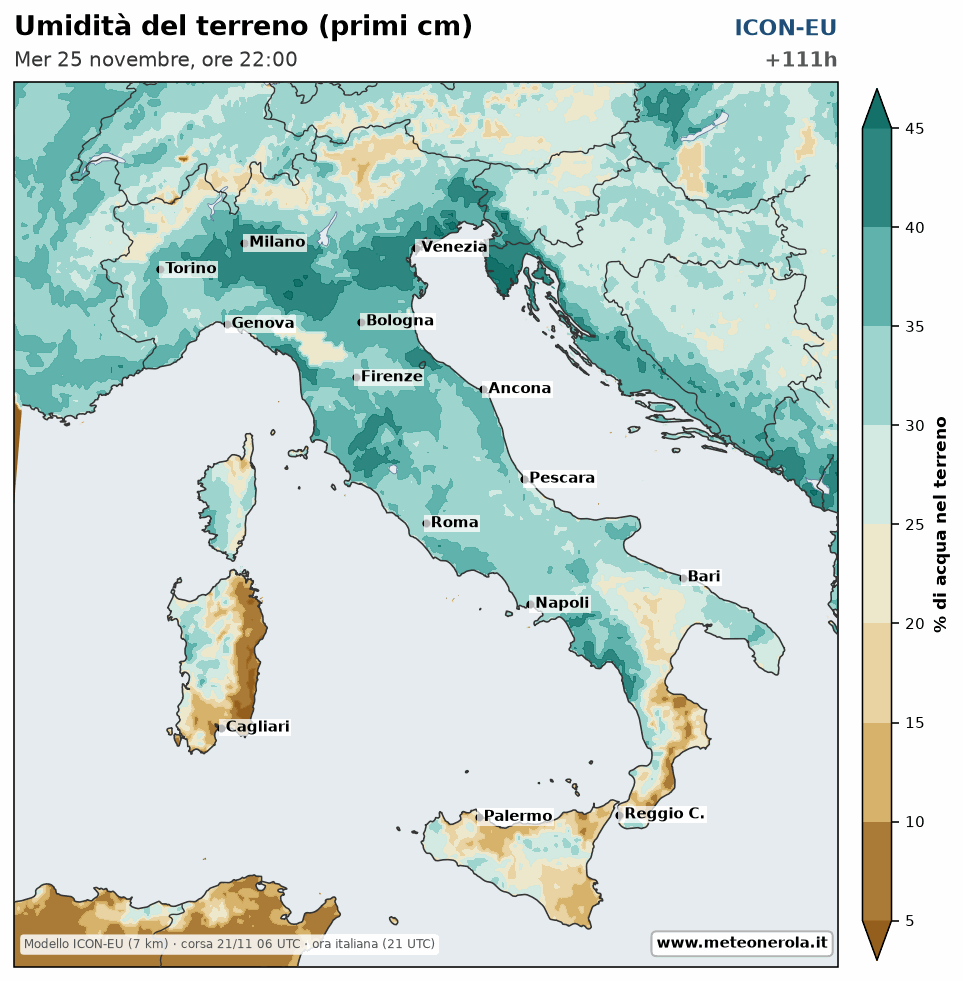 Umidità del terreno (primi cm)
ICON-EU
Mer 25 novembre, ore 22:00
+111h
45
40
35
30
25
20
15
10
5
% di acqua nel terreno
Milano
Venezia
Torino
Genova
Bologna
Firenze
Ancona
Pescara
Roma
Bari
Napoli
Cagliari
Palermo
Reggio C.
Modello ICON-EU (7 km) · corsa 21/11 06 UTC · ora italiana (21 UTC)
www.meteonerola.it